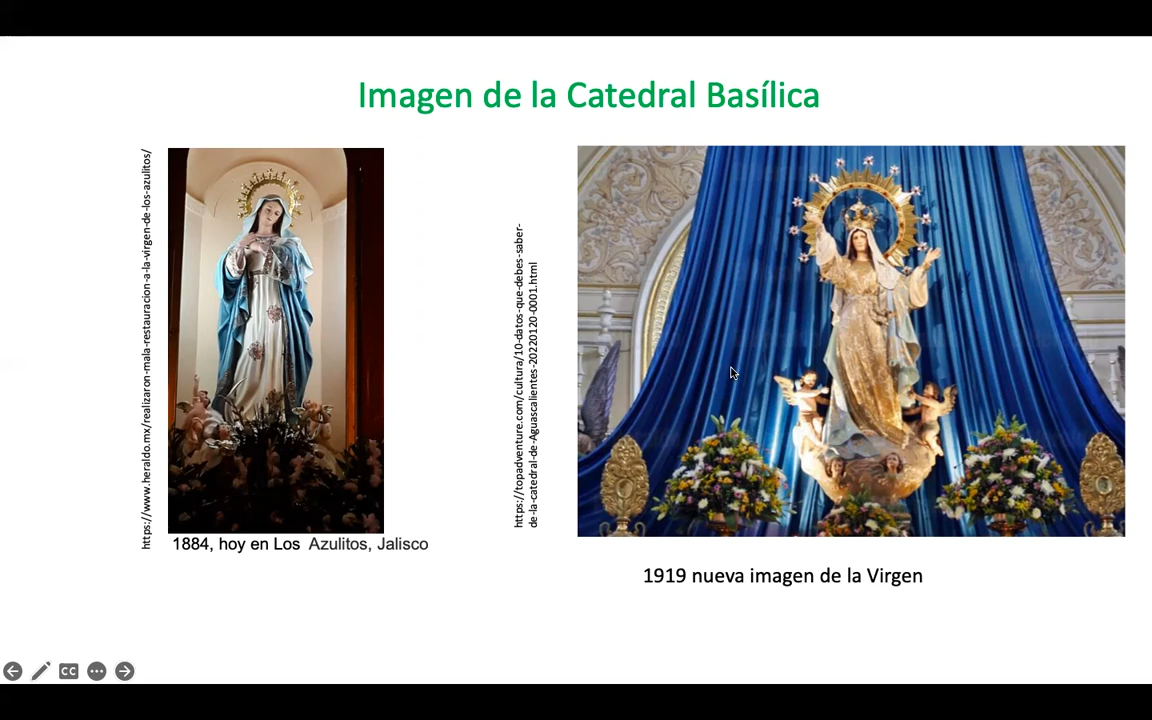 Imagen de la Catedral Basílica
https://www.heraldo.mx/realizaron-mala-restauracion-a-la-virgen-de-los-azulitos/
1884, hoy en Los Azulitos, Jalisco
https://topadventure.com/cultura/10-datos-que-debes-saber-
de-la-catedral-de-Aguascalientes-20220120-0001.html
1919 nueva imagen de la Virgen
CC